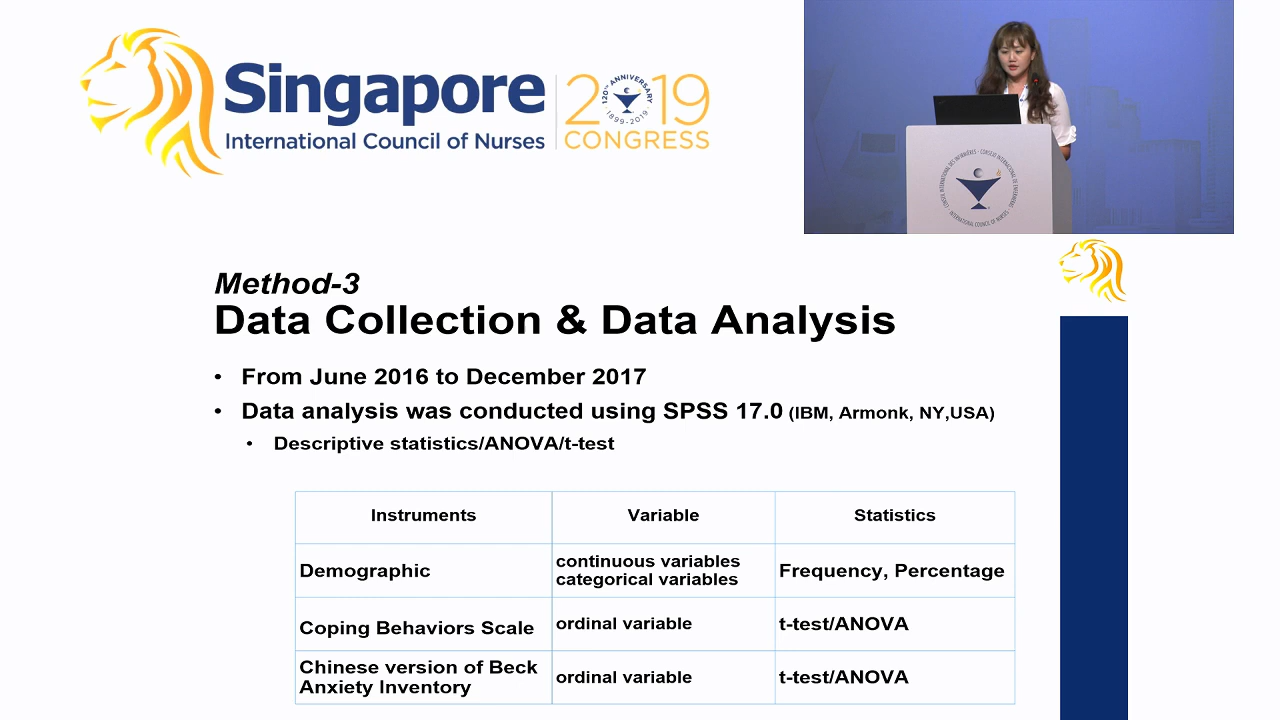 Singapore
International Council of Nurses
2019
CONGRESS
120TH ANNIVERSARY
1899-2019
Method-3
Data Collection & Data Analysis
• From June 2016 to December 2017
• Data analysis was conducted using SPSS 17.0 (IBM, Armonk, NY,USA)
• Descriptive statistics/ANOVA/t-test
Instruments Variable Statistics
Demographic continuous variables categorical variables Frequency, Percentage
Coping Behaviors Scale ordinal variable t-test/ANOVA
Chinese version of Beck Anxiety Inventory ordinal variable t-test/ANOVA